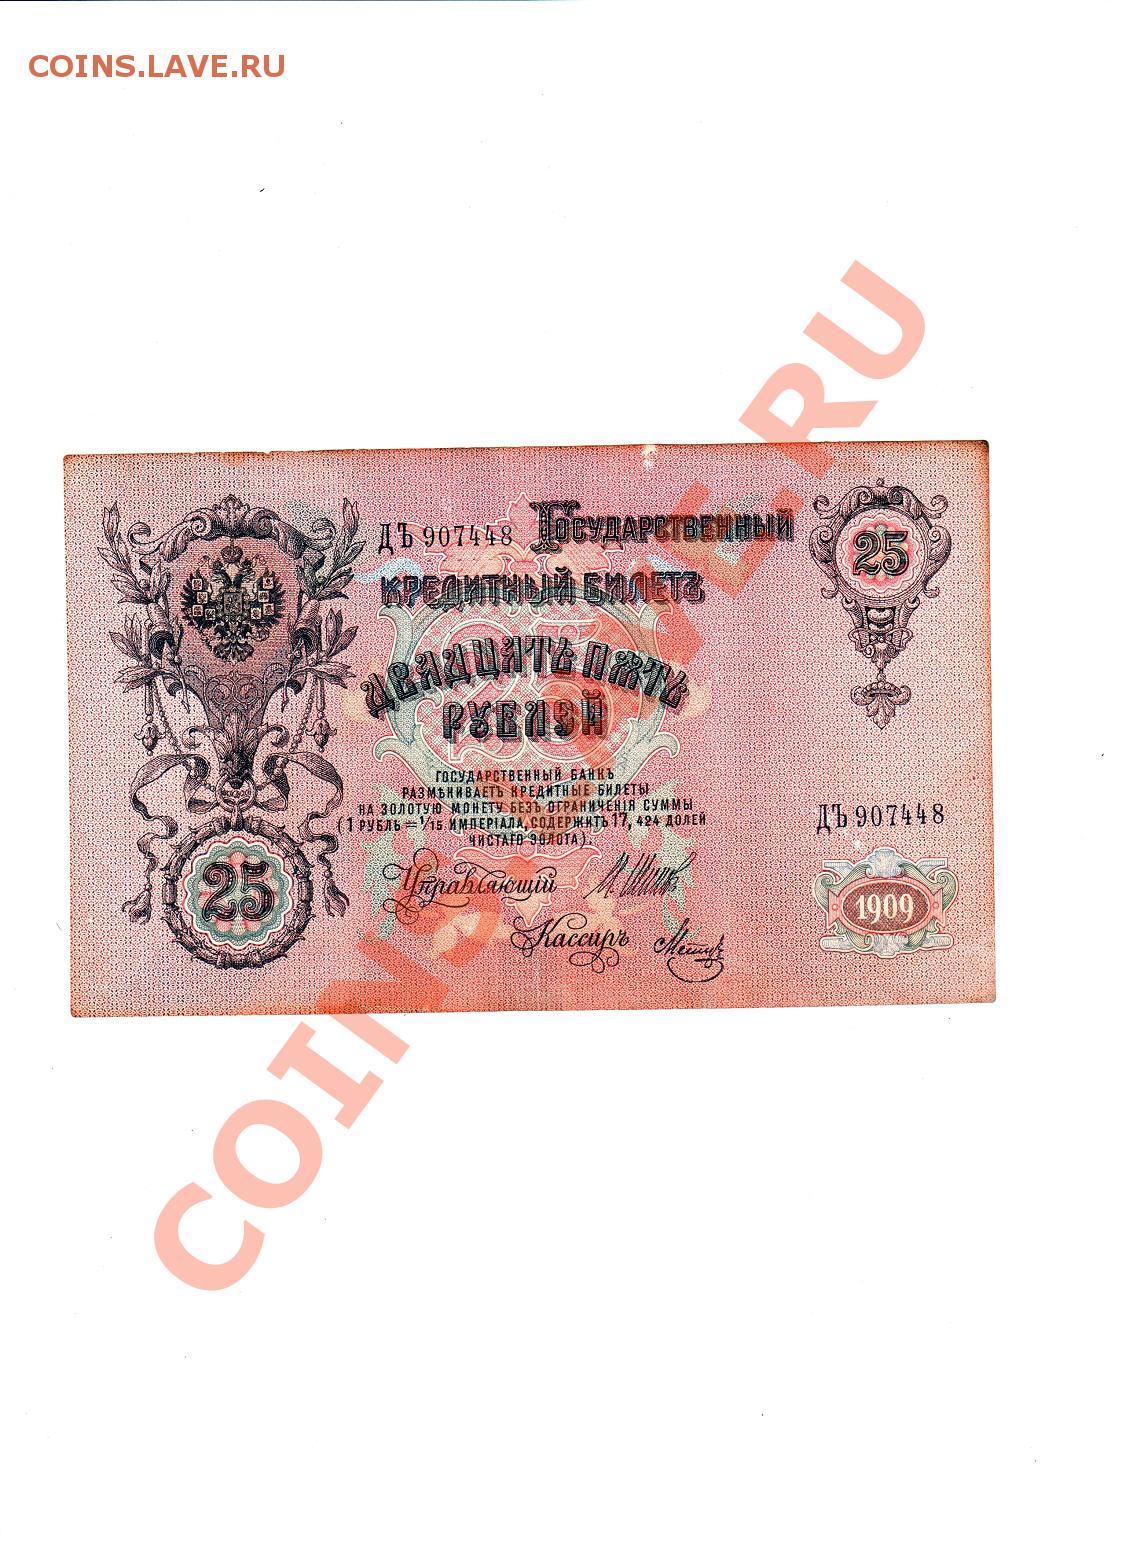 COINS.LAVE.RU
ДЪ 907448 Государственный
кредитный билетъ
двадцать пять
рублей
25
ГОСУДАРСТВЕННЫЙ БАНКЪ
РАЗМѢНИВАЕТЪ КРЕДИТНЫЕ БИЛЕТЫ
НА ЗОЛОТУЮ МОНЕТУ БЕЗЪ ОГРАНИЧЕНІЯ СУММЫ
(1 РУБЛЬ = 1/15 ИМПЕРІАЛА, СОДЕРЖИТЪ 17, 424 ДОЛЕЙ
ЧИСТАГО ЗОЛОТА).
ДЪ 907448
25
25
Управляющій
Кассиръ
1909
COINS.LAVE.RU